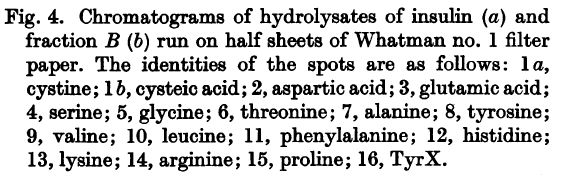 Fig. 4. Chromatograms of hydrolysates of insulin (a) and
fraction B (b) run on half sheets of Whatman no. 1 filter
paper. The identities of the spots are as follows: 1a,
cystine; 1b, cysteic acid; 2, aspartic acid; 3, glutamic acid;
4, serine; 5, glycine; 6, threonine; 7, alanine; 8, tyrosine;
9, valine; 10, leucine; 11, phenylalanine; 12, histidine;
13, lysine; 14, arginine; 15, proline; 16, TyrX.